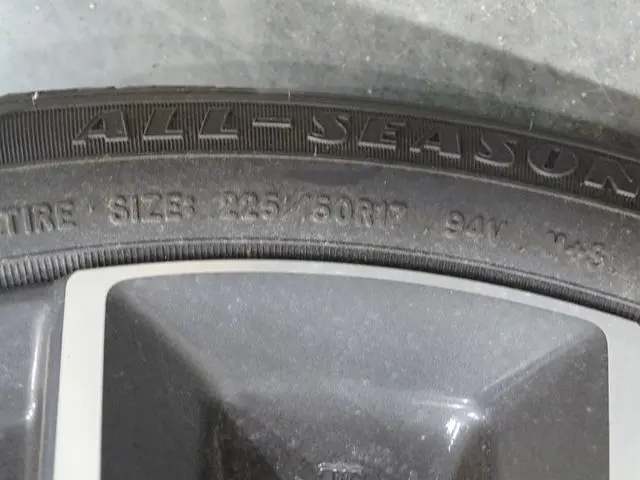 ALL-SEASON
TIRE SIZE: 225/50R17 94V M+S